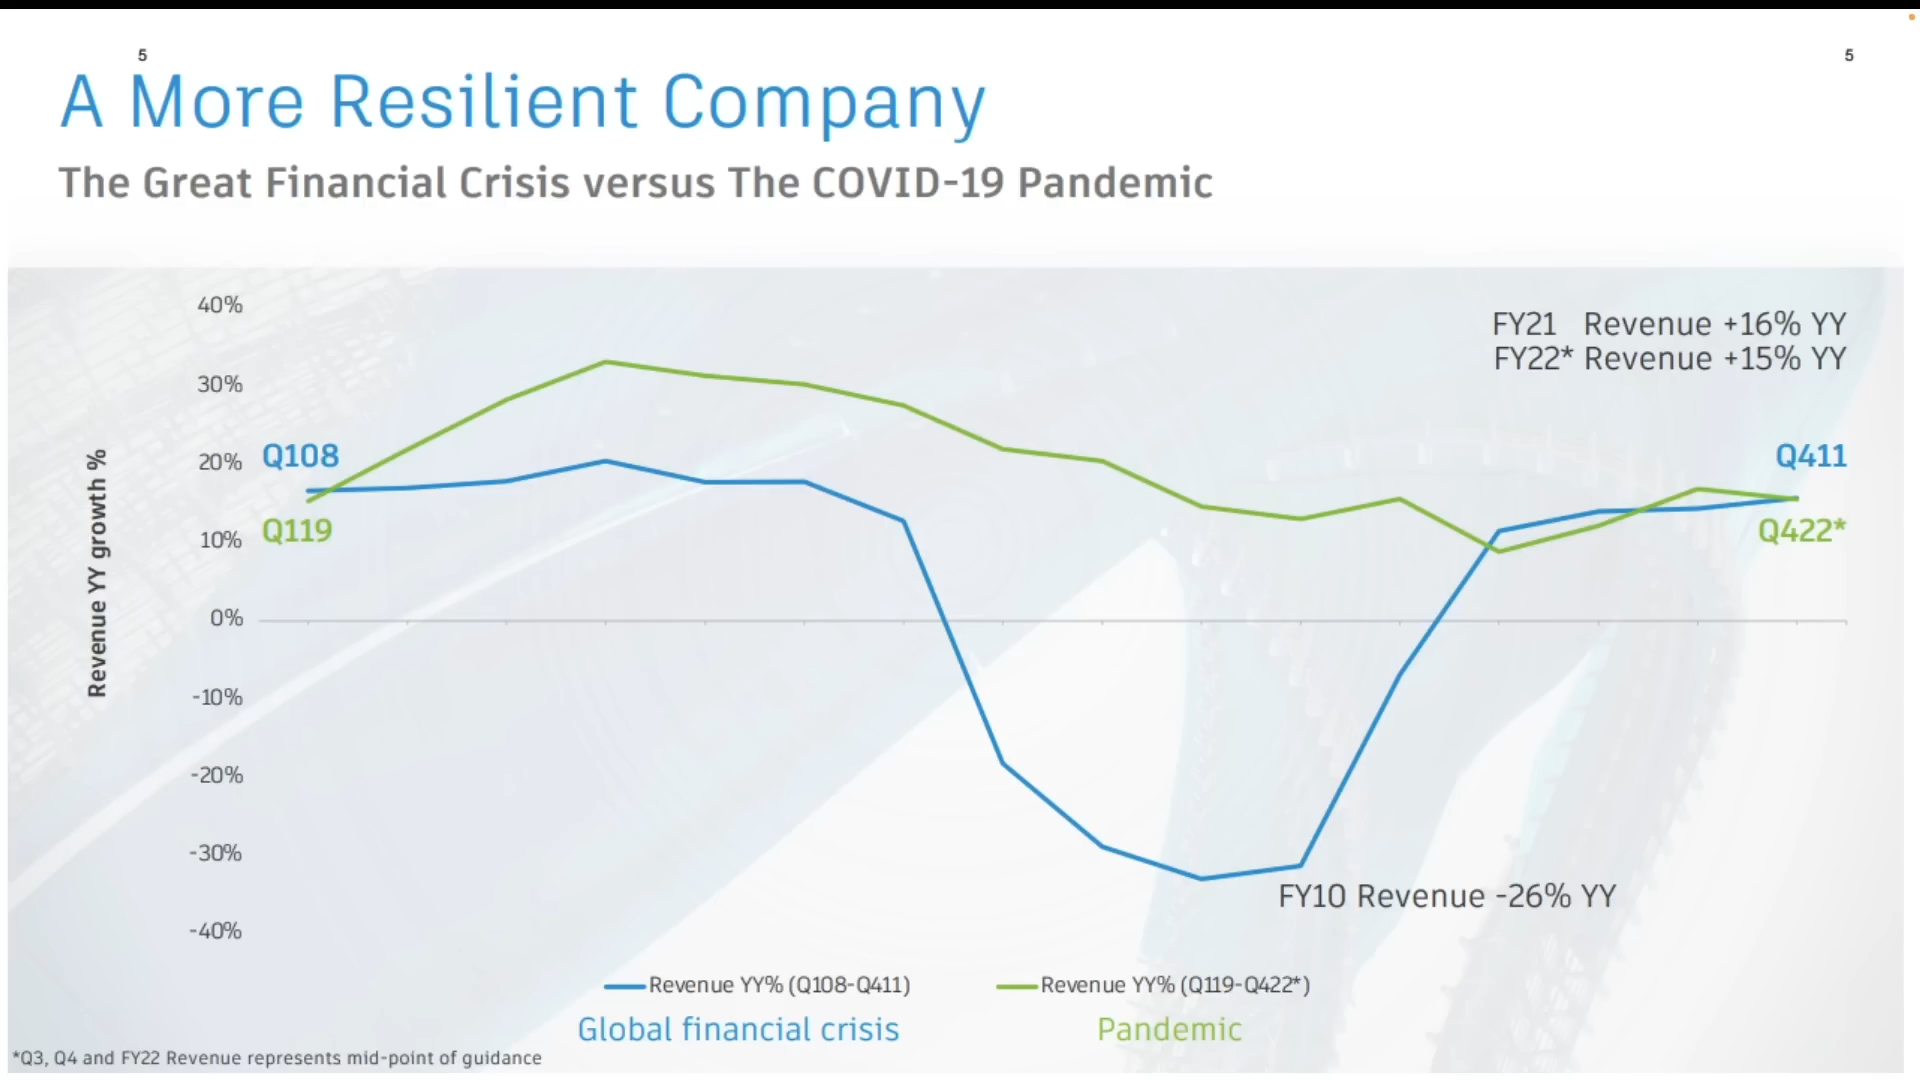 5
5
A More Resilient Company
The Great Financial Crisis versus The COVID-19 Pandemic
40%
30%
20%
10%
0%
-10%
-20%
-30%
-40%
Revenue YY growth %
FY21 Revenue +16% YY
FY22* Revenue +15% YY
Q108
Q119
Q411
Q422*
FY10 Revenue -26% YY
Revenue YY% (Q108-Q411)
Revenue YY% (Q119-Q422*)
Global financial crisis
Pandemic
*Q3, Q4 and FY22 Revenue represents mid-point of guidance